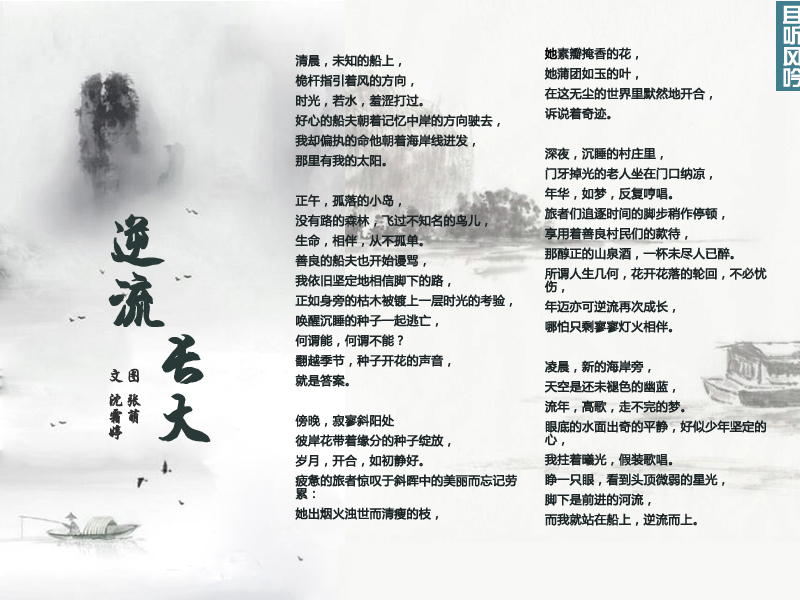 且听风吟
逆流
长大
图 张萌
文 沈霜婷
清晨，未知的船上，
桅杆指引着风的方向，
时光，若水，羞涩打过。
好心的船夫朝着记忆中岸的方向驶去，
我却偏执的命他朝着海岸线进发，
那里有我的太阳。
正午，孤落的小岛，
没有路的森林，飞过不知名的鸟儿，
生命，相伴，从不孤单。
善良的船夫也开始谩骂，
我依旧坚定地相信脚下的路，
正如身旁的枯木被镀上一层时光的考验，
唤醒沉睡的种子一起逃亡，
何谓能，何谓不能？
翻越季节，种子开花的声音，
就是答案。
傍晚，寂寥斜阳处
彼岸花带着缘分的种子绽放，
岁月，开合，如初静好。
疲惫的旅者惊叹于斜晖中的美丽而忘记劳
累：
她出烟火浊世而清瘦的枝，
她素瓣掩香的花，
她蒲团如玉的叶，
在这无尘的世界里默然地开合，
诉说着奇迹。
深夜，沉睡的村庄里，
门牙掉光的老人坐在门口纳凉，
年华，如梦，反复哼唱。
旅者们追逐时间的脚步稍作停顿，
享用着善良村民们的款待，
那醇正的山泉酒，一杯未尽人已醉。
所谓人生几何，花开花落的轮回，不必忧
伤，
年迈亦可逆流再次成长，
哪怕只剩寥寥灯火相伴。
凌晨，新的海岸旁，
天空是还未褪色的幽蓝，
流年，高歌，走不完的梦。
眼底的水面出奇的平静，好似少年坚定的
心，
我拄着曦光，假装歌唱。
睁一只眼，看到头顶微弱的星光，
脚下是前进的河流，
而我就站在船上，逆流而上。